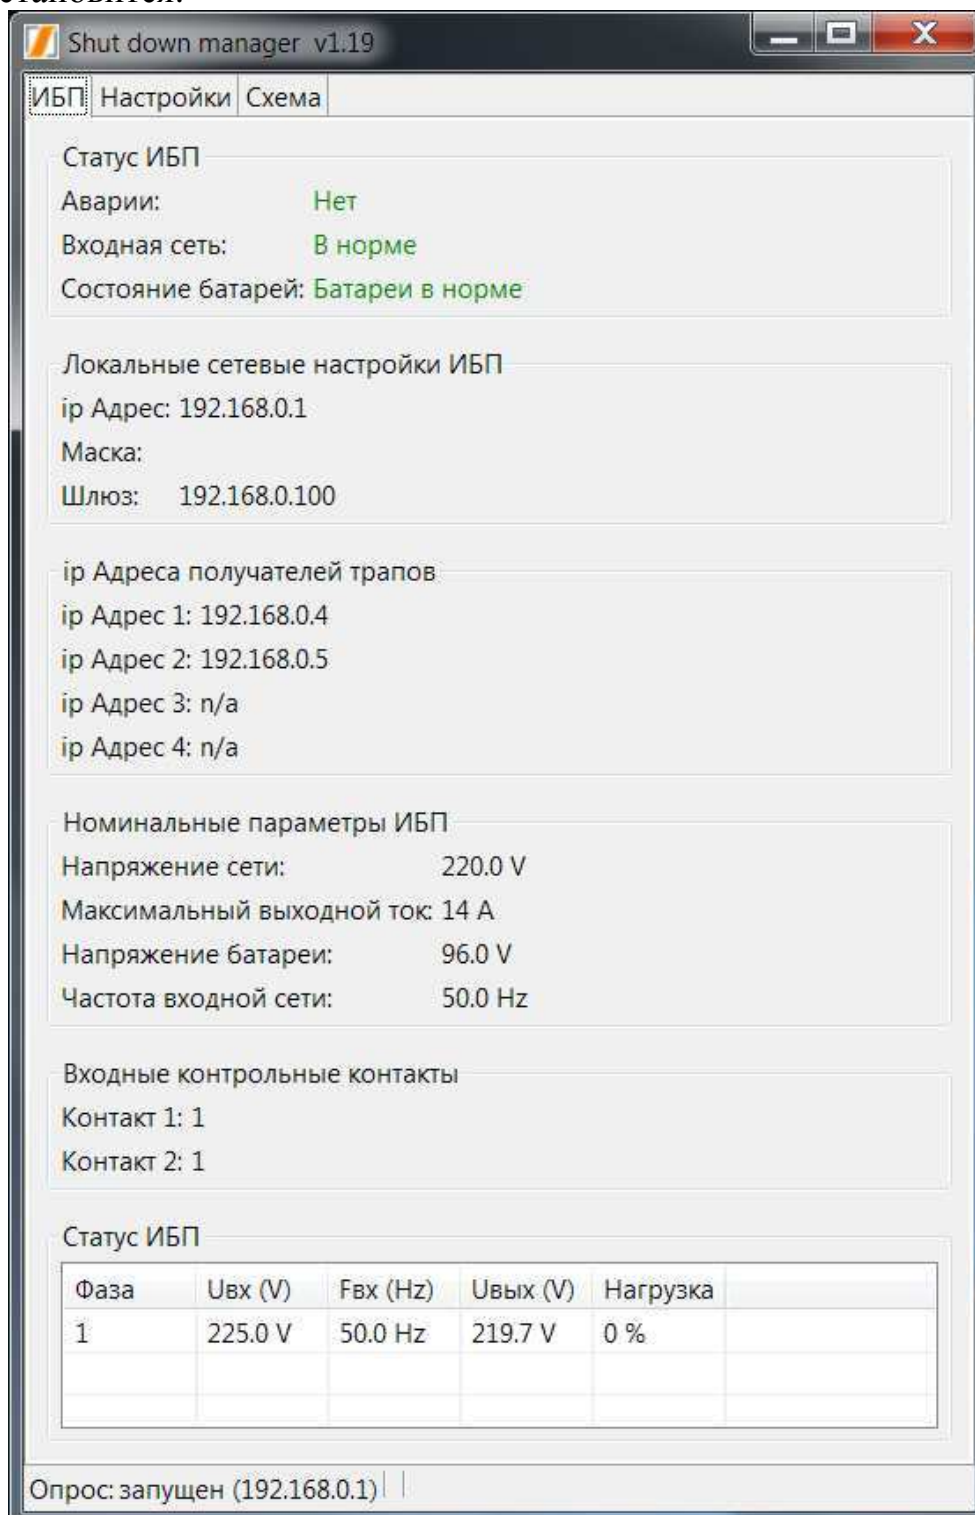 становится.
Shut down manager v1.19
ИБП Настройки Схема
Статус ИБП
Аварии: Нет
Входная сеть: В норме
Состояние батарей: Батареи в норме
Локальные сетевые настройки ИБП
ip Адрес: 192.168.0.1
Маска:
Шлюз: 192.168.0.100
ip Адреса получателей трапов
ip Адрес 1: 192.168.0.4
ip Адрес 2: 192.168.0.5
ip Адрес 3: n/a
ip Адрес 4: n/a
Номинальные параметры ИБП
Напряжение сети: 220.0 V
Максимальный выходной ток: 14 A
Напряжение батареи: 96.0 V
Частота входной сети: 50.0 Hz
Входные контрольные контакты
Контакт 1: 1
Контакт 2: 1
Статус ИБП
Фаза Uвх (V) Fвх (Hz) Uвых (V) Нагрузка
1 225.0 V 50.0 Hz 219.7 V 0 %
Опрос: запущен (192.168.0.1)